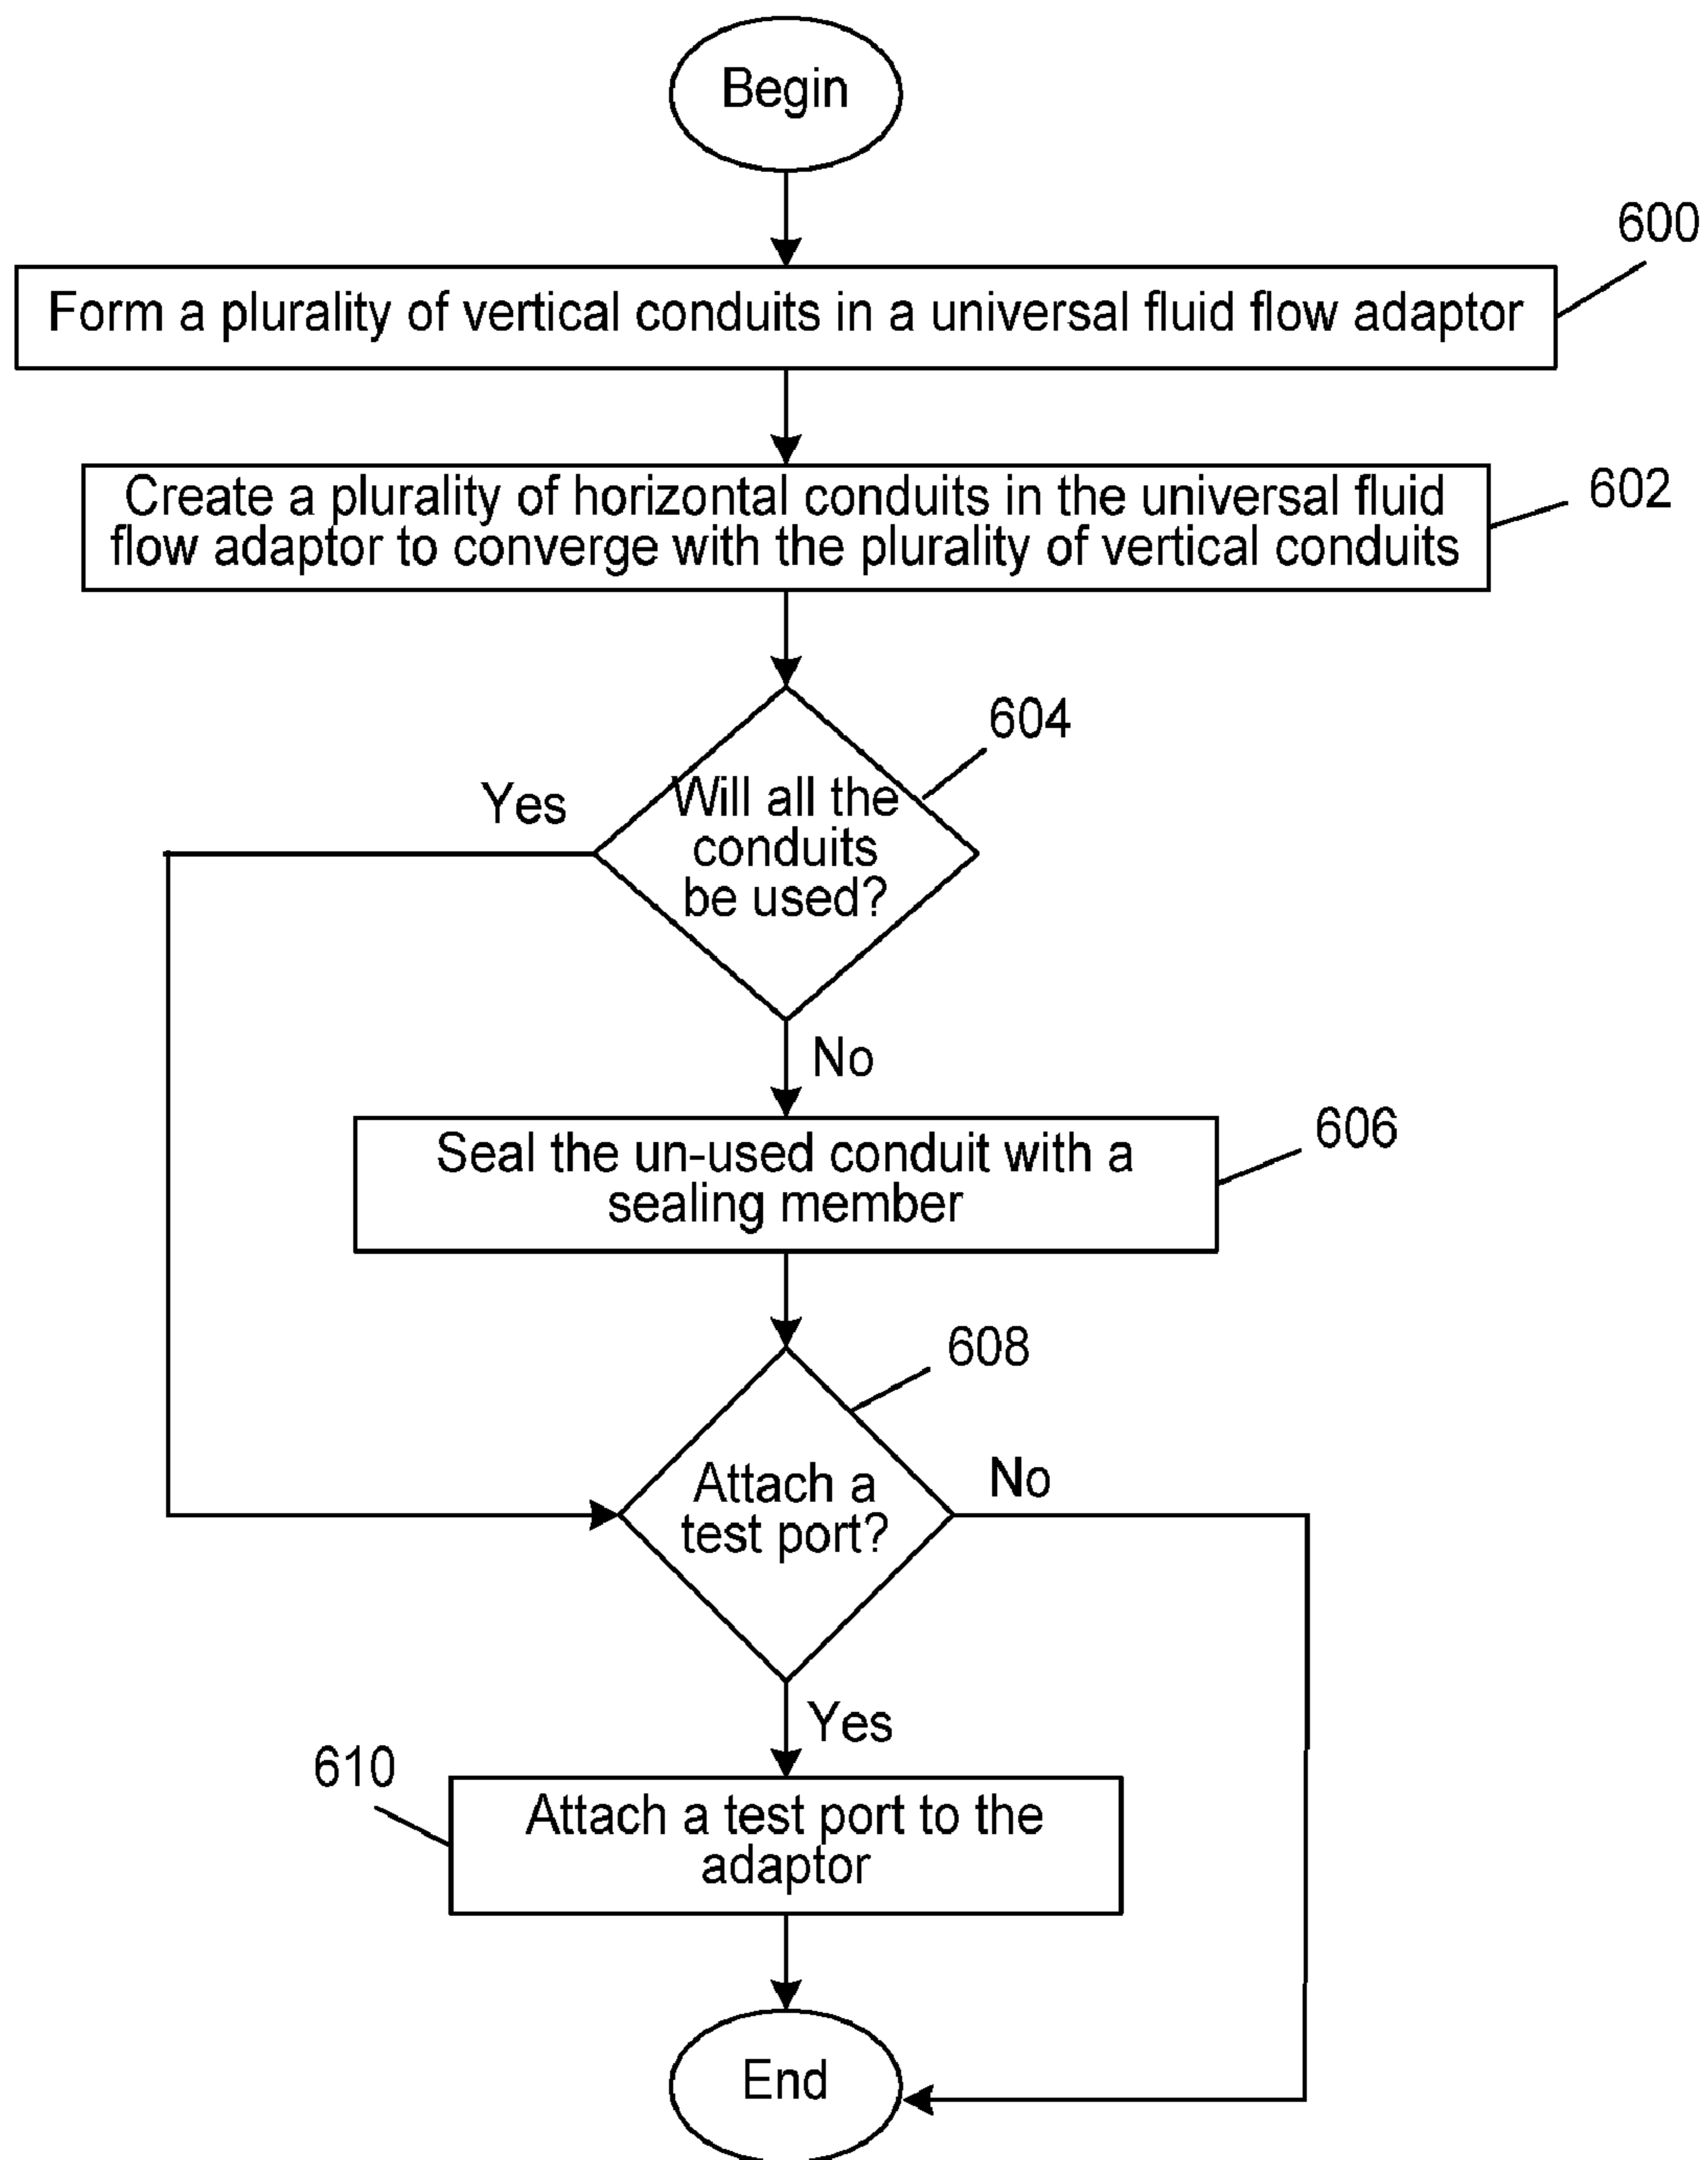 Begin
600
Form a plurality of vertical conduits in a universal fluid flow adaptor
602
Create a plurality of horizontal conduits in the universal fluid
flow adaptor to converge with the plurality of vertical conduits
604
Yes
Will all the
conduits
be used?
No
606
Seal the un-used conduit with a
sealing member
608
No
Attach a
test port?
Yes
610
Attach a test port to the
adaptor
End